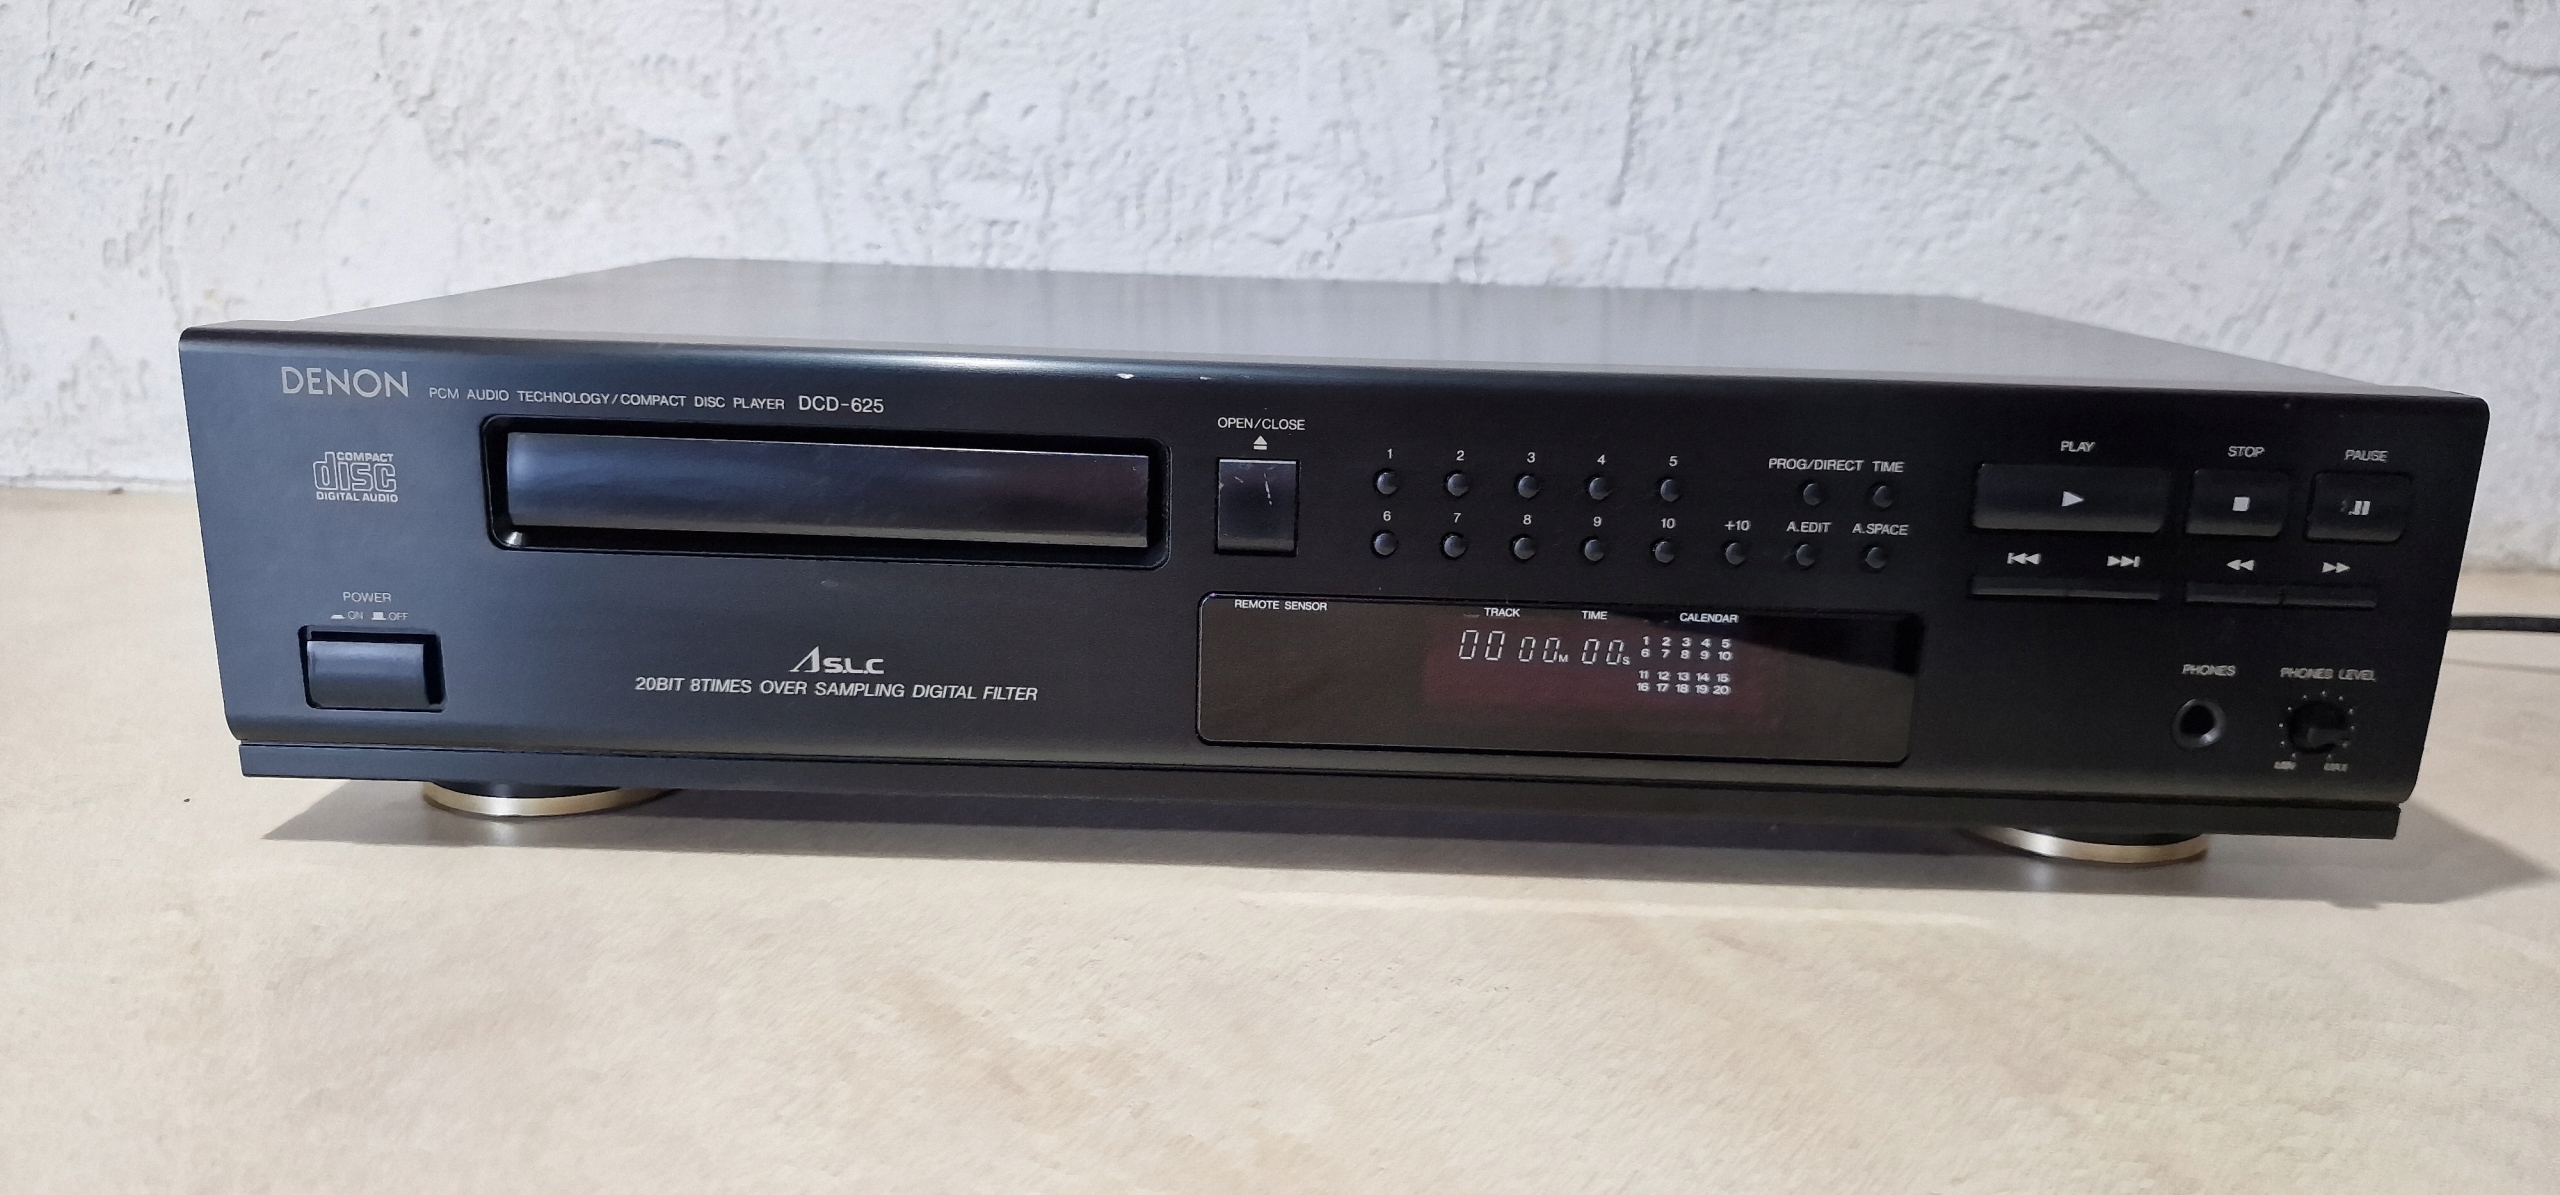 DENON PCM AUDIO TECHNOLOGY/COMPACT DISC PLAYER DCD-625
COMPACT
disc
DIGITAL AUDIO
POWER
ON OFF
ASLC
20BIT 8TIMES OVER SAMPLING DIGITAL FILTER
OPEN/CLOSE
1 2 3 4 5
6 7 8 9 10 +10
PROG/DIRECT TIME
A.EDIT A.SPACE
REMOTE SENSOR
TRACK TIME CALENDAR
00 00M 00S
1 2 3 4 5
6 7 8 9 10
11 12 13 14 15
16 17 18 19 20
PLAY STOP PAUSE
PHONES PHONES LEVEL
MIN MAX